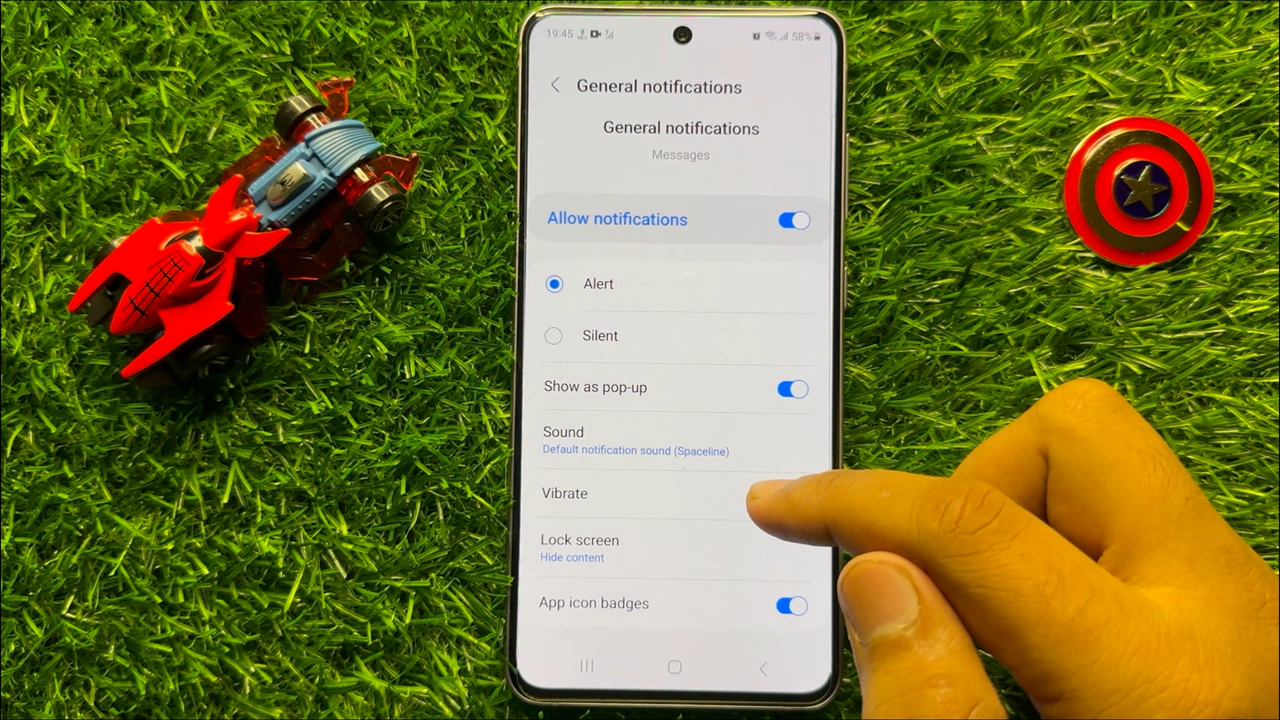 19:45
58%
General notifications
General notifications
Messages
Allow notifications
Alert
Silent
Show as pop-up
Sound
Default notification sound (Spaceline)
Vibrate
Lock screen
Hide content
App icon badges